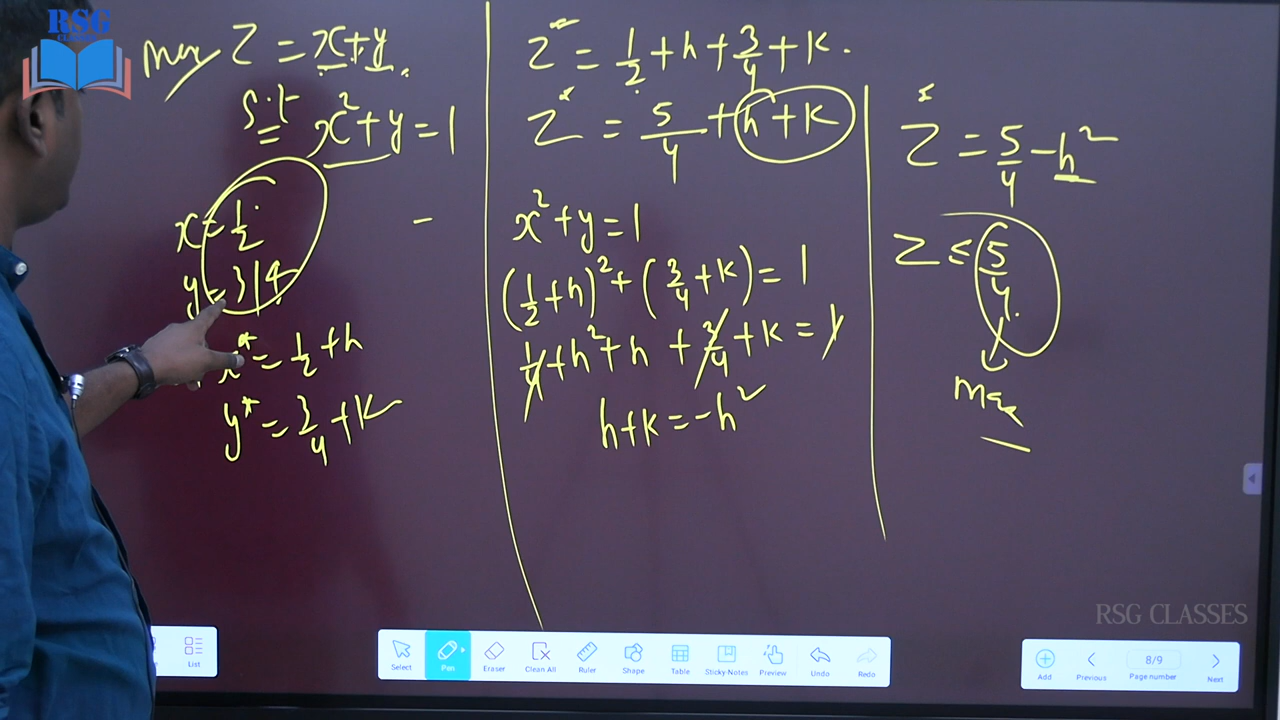 RSG
CLASSES
Max Z = x+y
s.t x² + y = 1
x = 1/2
y = 3/4
x* = 1/2 + h
y* = 3/4 + k
Z* = 1/2 + h + 3/4 + k.
Z* = 5/4 + h + k
x² + y = 1
(1/2 + h)² + (3/4 + k) = 1
1/4 + h² + h + 3/4 + k = 1
h + k = -h²
Z* = 5/4 - h²
Z ≤ 5/4.
Max
RSG CLASSES
List
Select
Pen
Eraser
Clean All
Ruler
Shape
Table
Sticky-Notes
Preview
Undo
Redo
Add
Previous
8/9
Page number
Next